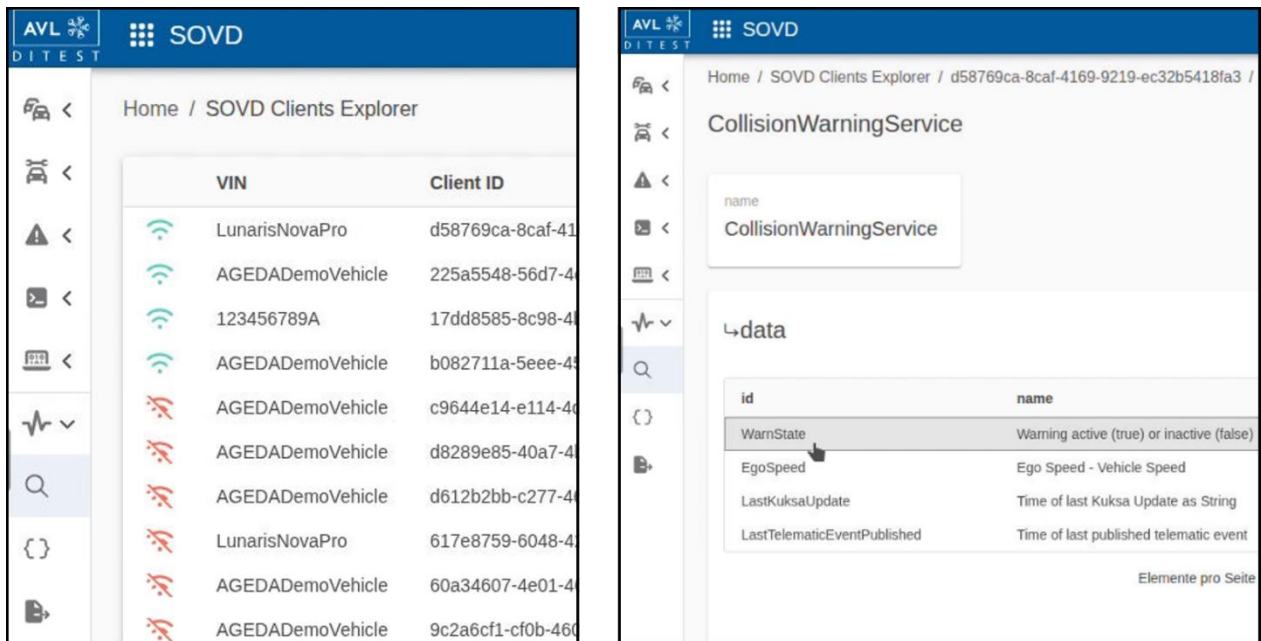 AVL
DITEST
SOVD
Home / SOVD Clients Explorer
VIN Client ID
LunarisNovaPro d58769ca-8caf-41
AGEDADemoVehicle 225a5548-56d7-4
123456789A 17dd8585-8c98-4
AGEDADemoVehicle b082711a-5eee-45
AGEDADemoVehicle c9644e14-e114-4
AGEDADemoVehicle d8289e85-40a7-4
AGEDADemoVehicle d612b2bb-c277-4
LunarisNovaPro 617e8759-6048-4
AGEDADemoVehicle 60a34607-4e01-4
AGEDADemoVehicle 9c2a6cf1-cf0b-460
AVL
DITEST
SOVD
Home / SOVD Clients Explorer / d58769ca-8caf-4169-9219-ec32b5418fa3 /
CollisionWarningService
name
CollisionWarningService
data
id name
WarnState Warning active (true) or inactive (false)
EgoSpeed Ego Speed - Vehicle Speed
LastKuksaUpdate Time of last Kuksa Update as String
LastTelematicEventPublished Time of last published telematic event
Elemente pro Seite